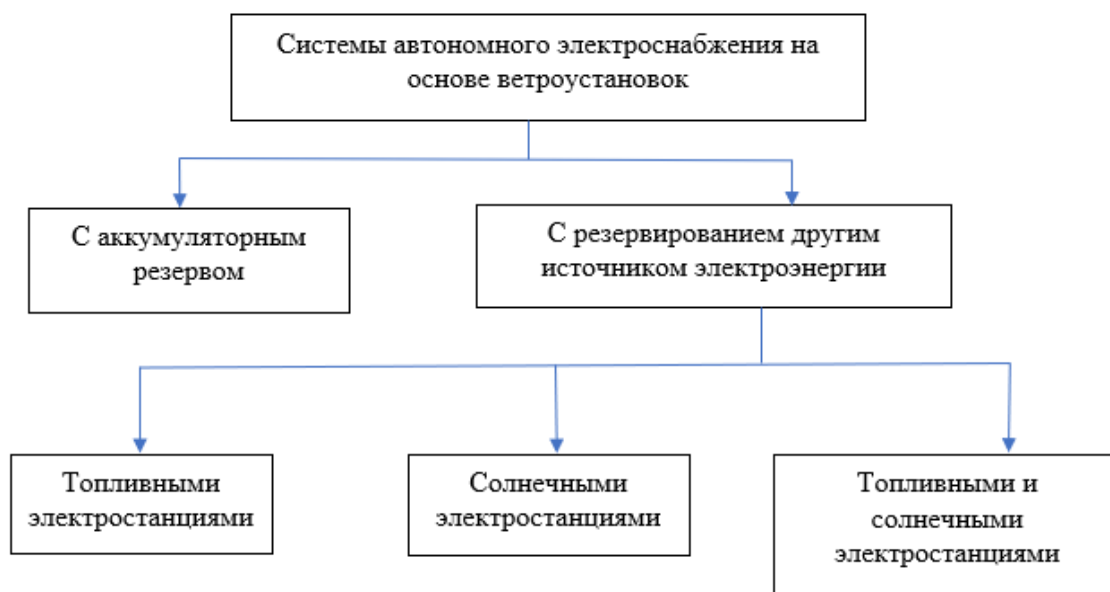 Системы автономного электроснабжения на
основе ветроустановок
С аккумуляторным
резервом
С резервированием другим
источником электроэнергии
Топливными
электростанциями
Солнечными
электростанциями
Топливными и
солнечными
электростанциями